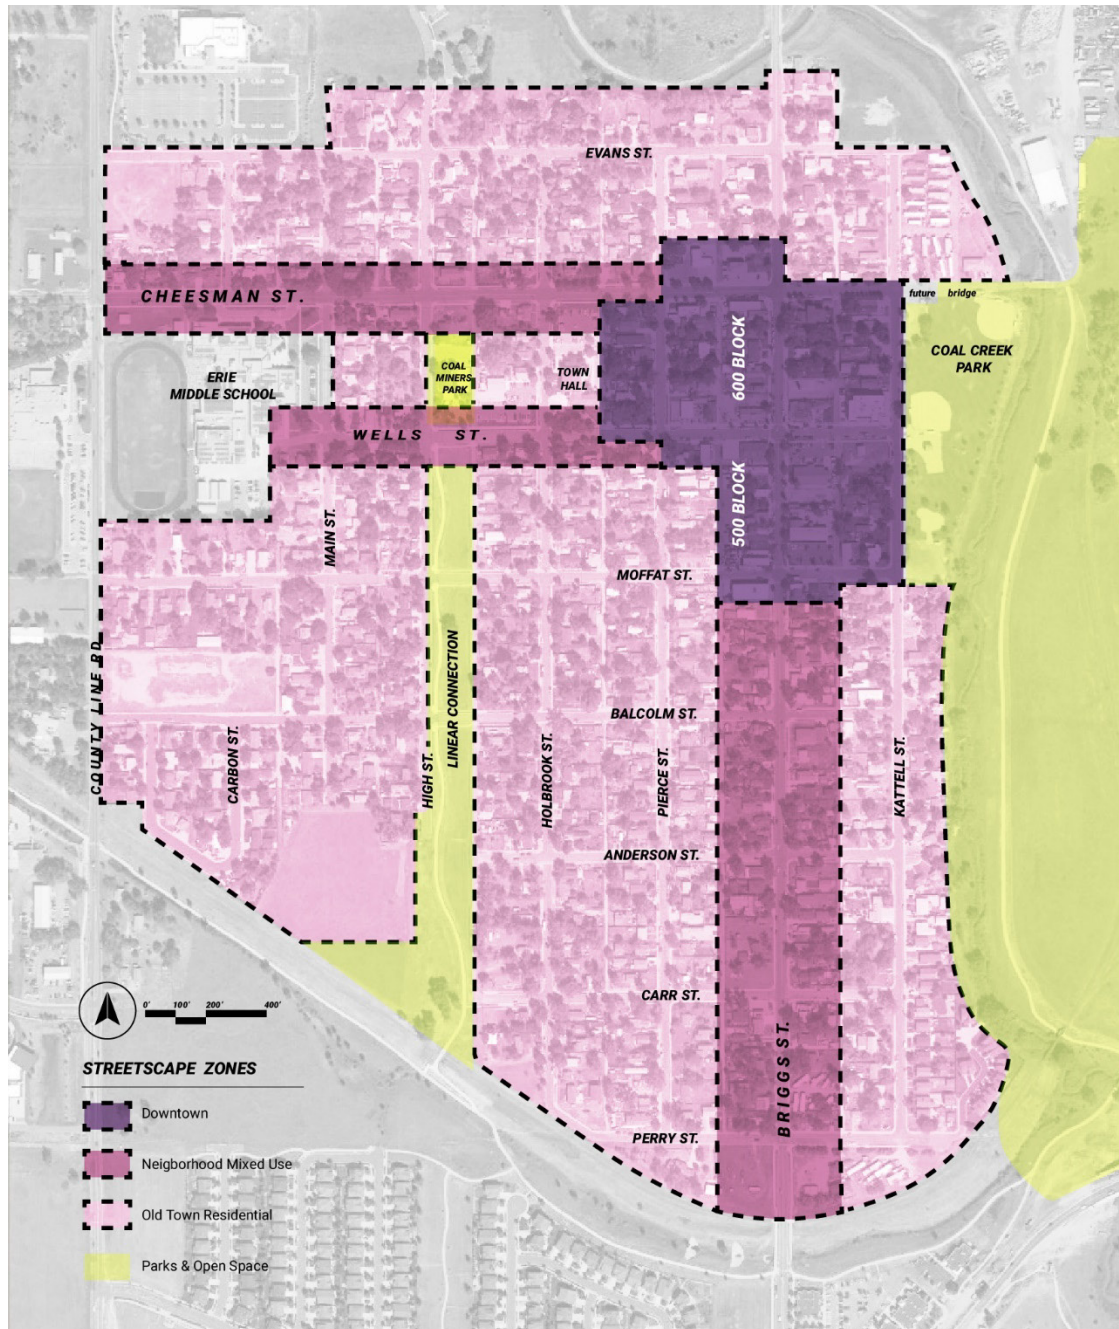 EVANS ST.
CHEESMAN ST.
future bridge
600 BLOCK
COAL CREEK
PARK
ERIE
MIDDLE SCHOOL
COAL
MINERS
PARK
TOWN
HALL
WELLS ST.
500 BLOCK
MAIN ST.
MOFFAT ST.
COUNTY LINE RD
LINEAR CONNECTION
BALCOLM ST.
CARBON ST.
HIGH ST.
HOLBROOK ST.
PIERCE ST.
KATTELL ST.
ANDERSON ST.
CARR ST.
BRIGGS ST.
PERRY ST.
0' 100' 200' 400'
STREETSCAPE ZONES
Downtown
Neigborhood Mixed Use
Old Town Residential
Parks & Open Space